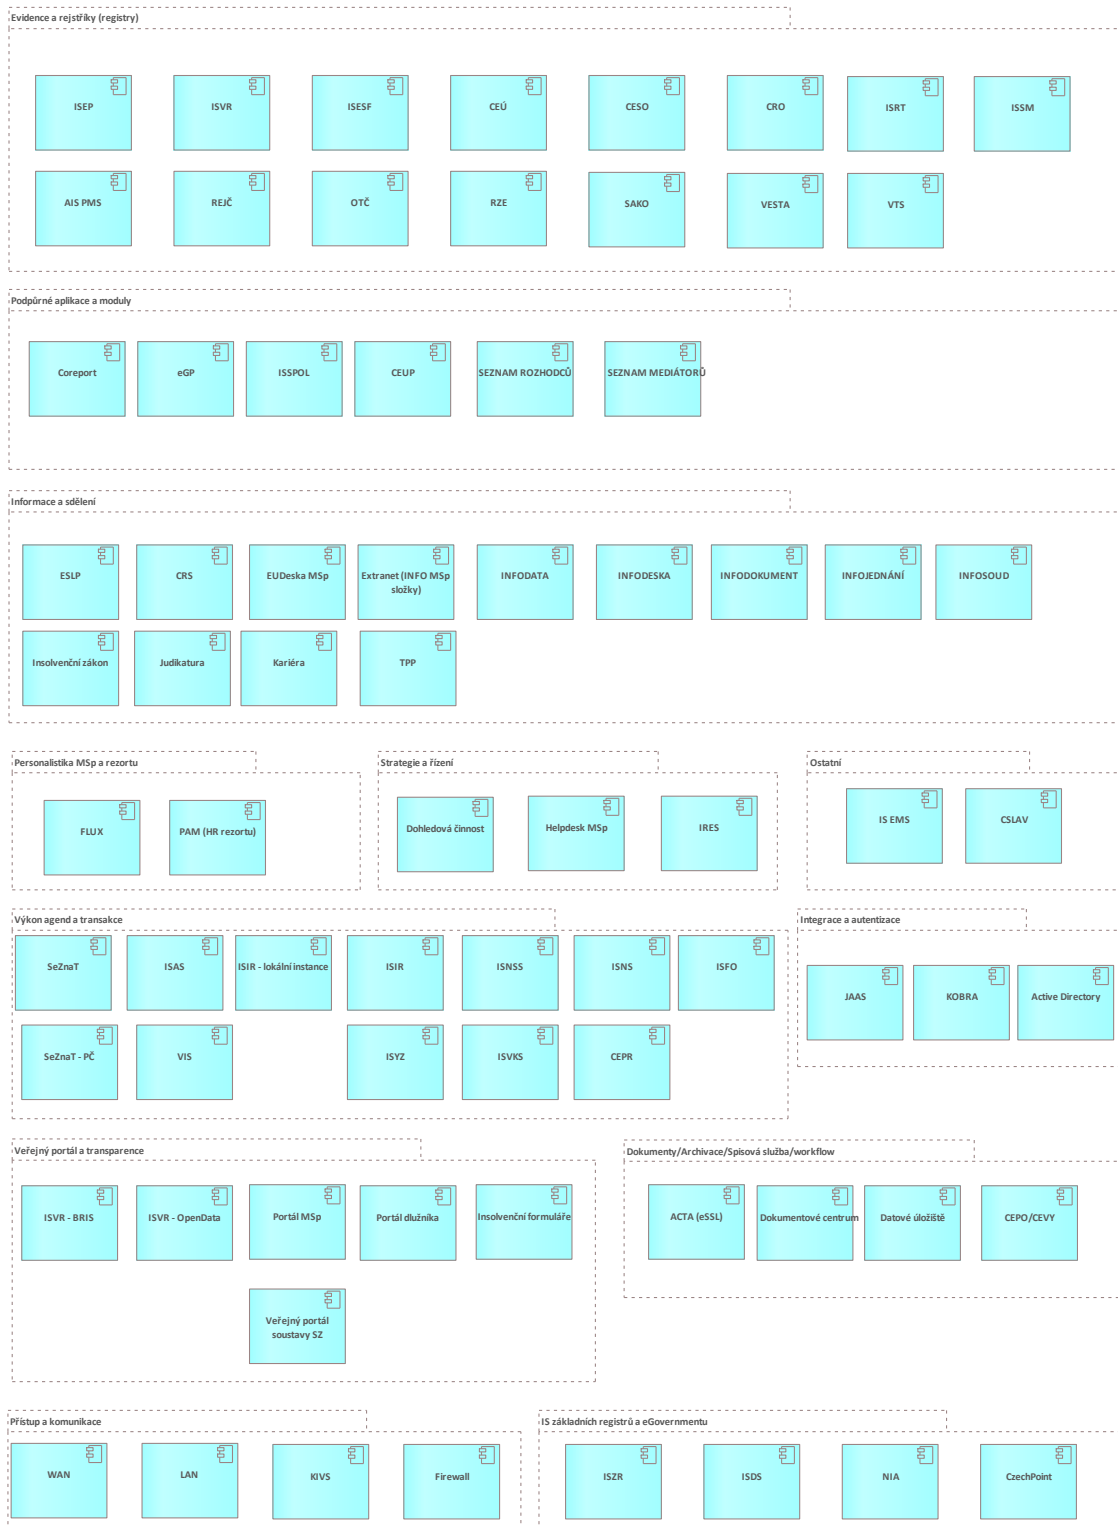 Evidence a rejstříky (registry)
ISEP
ISVR
ISESF
CEÚ
CESO
CRO
ISRT
ISSM
AIS PMS
REJČ
OTČ
RZE
SAKO
VESTA
VTS
Podpůrné aplikace a moduly
Coreport
eGP
ISSPOL
CEUP
SEZNAM ROZHODCŮ
SEZNAM MEDIÁTORŮ
Informace a sdělení
ESLP
CRS
EUDeska MSp
Extranet (INFO MSp
složky)
INFODATA
INFODESKA
INFODOKUMENT
INFOJEDNÁNÍ
INFOSOUD
Insolvenční zákon
Judikatura
Kariéra
TPP
Personalistika MSp a rezortu
FLUX
PAM (HR rezortu)
Strategie a řízení
Dohledová činnost
Helpdesk MSp
IRES
Ostatní
IS EMS
CSLAV
Výkon agend a transakce
SeZnaT
ISAS
ISIR - lokální instance
ISIR
ISNSS
ISNS
ISFO
SeZnaT - PČ
VIS
ISYZ
ISVKS
CEPR
Integrace a autentizace
JAAS
KOBRA
Active Directory
Veřejný portál a transparence
ISVR - BRIS
ISVR - OpenData
Portál MSp
Portál dlužníka
Insolvenční formuláře
Veřejný portál
soustavy SZ
Dokumenty/Archivace/Spisová služba/workflow
ACTA (eSSL)
Dokumentové centrum
Datové úložiště
CEPO/CEVY
Přístup a komunikace
WAN
LAN
KIVS
Firewall
IS základních registrů a eGovernmentu
ISZR
ISDS
NIA
CzechPoint